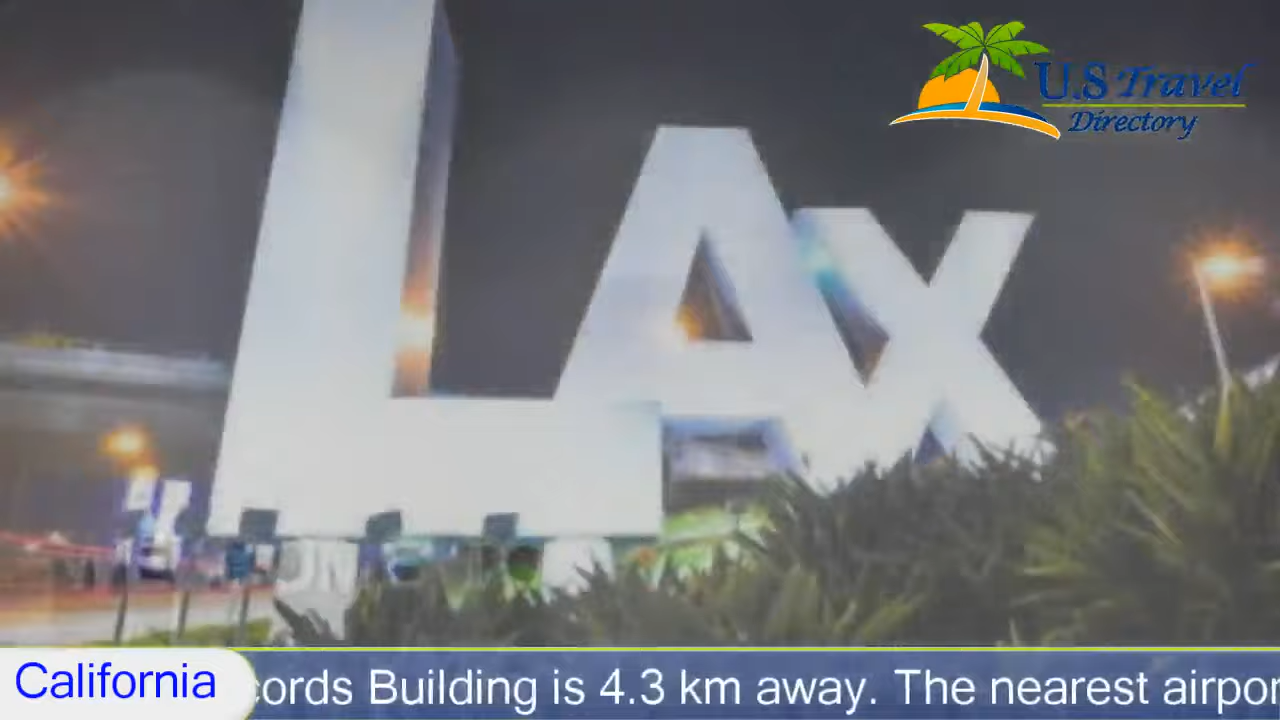 LAX
U.S Travel
Directory
California
cords Building is 4.3 km away. The nearest airpor